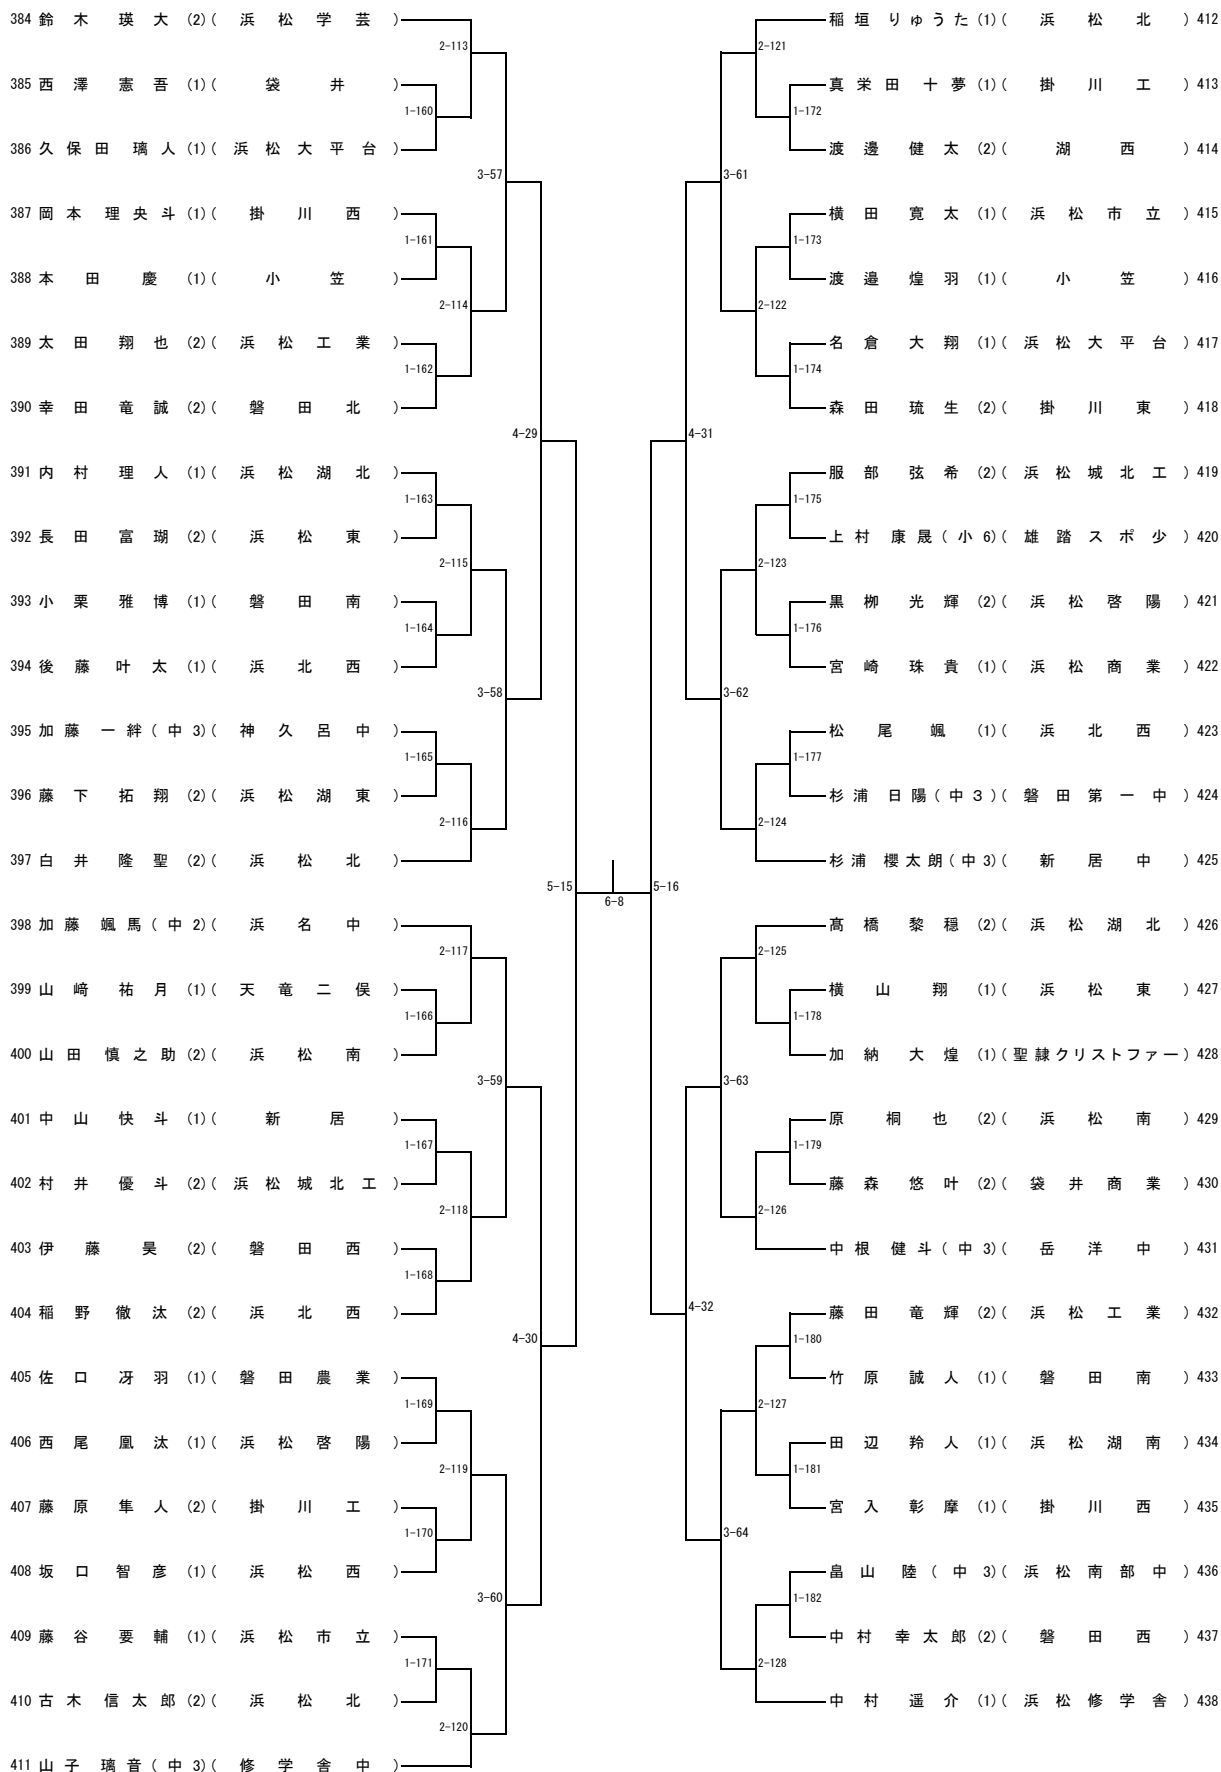 384 鈴木 瑛大 (2) ( 浜松学芸 )
2-113
385 西澤 憲吾 (1) ( 袋井 )
1-160
386 久保田 璃人 (1) ( 浜松大平台 )
3-57
387 岡本 理央斗 (1) ( 掛川西 )
1-161
388 本田 慶 (1) ( 小笠 )
2-114
389 太田 翔也 (2) ( 浜松工業 )
1-162
390 幸田 竜誠 (2) ( 磐田北 )
4-29
391 内村 理人 (1) ( 浜松湖北 )
1-163
392 長田 富瑚 (2) ( 浜松東 )
2-115
393 小栗 雅博 (1) ( 磐田南 )
1-164
394 後藤 叶太 (1) ( 浜北西 )
3-58
395 加藤 一絆 (中3) ( 神久呂中 )
1-165
396 藤下 拓翔 (2) ( 浜松湖東 )
2-116
397 白井 隆聖 (2) ( 浜松北 )
5-15
398 加藤 颯馬 (中2) ( 浜名中 )
2-117
399 山﨑 祐月 (1) ( 天竜二俣 )
1-166
400 山田 慎之助 (2) ( 浜松南 )
3-59
401 中山 快斗 (1) ( 新居 )
1-167
402 村井 優斗 (2) ( 浜松城北工 )
2-118
403 伊藤 昊 (2) ( 磐田西 )
1-168
404 稲野 徹汰 (2) ( 浜北西 )
4-30
405 佐口 冴羽 (1) ( 磐田農業 )
1-169
406 西尾 凰汰 (1) ( 浜松啓陽 )
2-119
407 藤原 隼人 (2) ( 掛川工 )
1-170
408 坂口 智彦 (1) ( 浜松西 )
3-60
409 藤谷 要輔 (1) ( 浜松市立 )
1-171
410 古木 信太郎 (2) ( 浜松北 )
2-120
411 山子 璃音 (中3) ( 修学舎中 )
6-8
稲垣 りゅうた (1) ( 浜松北 ) 412
2-121
真栄田 十夢 (1) ( 掛川工 ) 413
1-172
渡邊 健太 (2) ( 湖西 ) 414
3-61
横田 寛太 (1) ( 浜松市立 ) 415
1-173
渡邉 煌羽 (1) ( 小笠 ) 416
2-122
名倉 大翔 (1) ( 浜松大平台 ) 417
1-174
森田 琉生 (2) ( 掛川東 ) 418
4-31
服部 弦希 (2) ( 浜松城北工 ) 419
1-175
上村 康晟 (小6) ( 雄踏スポ少 ) 420
2-123
黒栁 光輝 (2) ( 浜松啓陽 ) 421
1-176
宮崎 珠貴 (1) ( 浜松商業 ) 422
3-62
松尾 颯 (1) ( 浜北西 ) 423
1-177
杉浦 日陽 (中3) ( 磐田第一中 ) 424
2-124
杉浦 櫻太朗 (中3) ( 新居中 ) 425
5-16
髙橋 黎穏 (2) ( 浜松湖北 ) 426
2-125
横山 翔 (1) ( 浜松東 ) 427
1-178
加納 大煌 (1) ( 聖隷クリストファー ) 428
3-63
原 桐也 (2) ( 浜松南 ) 429
1-179
藤森 悠叶 (2) ( 袋井商業 ) 430
2-126
中根 健斗 (中3) ( 岳洋中 ) 431
4-32
藤田 竜輝 (2) ( 浜松工業 ) 432
1-180
竹原 誠人 (1) ( 磐田南 ) 433
2-127
田辺 羚人 (1) ( 浜松湖南 ) 434
1-181
宮入 彰摩 (1) ( 掛川西 ) 435
3-64
畠山 陸 (中3) ( 浜松南部中 ) 436
1-182
中村 幸太郎 (2) ( 磐田西 ) 437
2-128
中村 遥介 (1) ( 浜松修学舎 ) 438